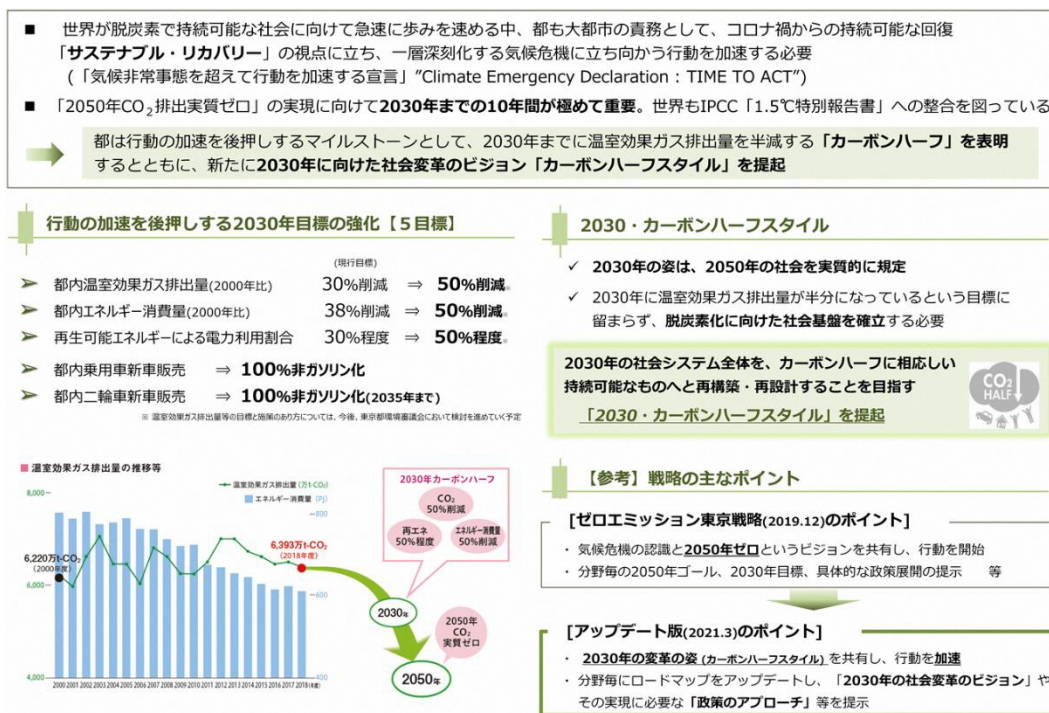 ■ 世界が脱炭素で持続可能な社会に向けて急速に歩みを速める中、都も大都市の責務として、コロナ禍からの持続可能な回復
「サステナブル・リカバリー」の視点に立ち、一層深刻化する気候危機に立ち向かう行動を加速する必要
(「気候非常事態を超えて行動を加速する宣言」"Climate Emergency Declaration : TIME TO ACT")
■ 「2050年CO₂排出実質ゼロ」の実現に向けて2030年までの10年間が極めて重要。世界もIPCC「1.5℃特別報告書」への整合を図っている
都は行動の加速を後押しするマイルストーンとして、2030年までに温室効果ガス排出量を半減する「カーボンハーフ」を表明
するとともに、新たに2030年に向けた社会変革のビジョン「カーボンハーフスタイル」を提起
行動の加速を後押しする2030年目標の強化【5目標】
(現行目標)
➢ 都内温室効果ガス排出量(2000年比) 30%削減 ⇒ 50%削減※
➢ 都内エネルギー消費量(2000年比) 38%削減 ⇒ 50%削減※
➢ 再生可能エネルギーによる電力利用割合 30%程度 ⇒ 50%程度※
➢ 都内乗用車新車販売 ⇒ 100%非ガソリン化
➢ 都内二輪車新車販売 ⇒ 100%非ガソリン化(2035年まで)
※ 温室効果ガス排出量等の目標と施策のあり方については、今後、東京都環境審議会において検討を進めていく予定
■ 温室効果ガス排出量の推移等
温室効果ガス排出量(万t-CO₂)
エネルギー消費量 (PJ)
8,000
800
6,220万t-CO₂
(2000年度)
6,393万t-CO₂
(2018年度)
6,000
600
4,000
400
2000 2001 2002 2003 2004 2005 2006 2007 2008 2009 2010 2011 2012 2013 2014 2015 2016 2017 2018 (年度)
2030年カーボンハーフ
CO₂
50%削減
再エネ
50%程度
エネルギー消費量
50%削減
2030年
2050年
CO₂
実質ゼロ
2050年
2030・カーボンハーフスタイル
✓ 2030年の姿は、2050年の社会を実質的に規定
✓ 2030年に温室効果ガス排出量が半分になっているという目標に
留まらず、脱炭素化に向けた社会基盤を確立する必要
2030年の社会システム全体を、カーボンハーフに相応しい
持続可能なものへと再構築・再設計することを目指す
「2030・カーボンハーフスタイル」を提起
CO₂
HALF
【参考】戦略の主なポイント
[ゼロエミッション東京戦略(2019.12)のポイント]
・ 気候危機の認識と2050年ゼロというビジョンを共有し、行動を開始
・ 分野毎の2050年ゴール、2030年目標、具体的な政策展開の提示 等
[アップデート版(2021.3)のポイント]
・ 2030年の変革の姿 (カーボンハーフスタイル) を共有し、行動を加速
・ 分野毎にロードマップをアップデートし、「2030年の社会変革のビジョン」や
その実現に必要な「政策のアプローチ」等を提示